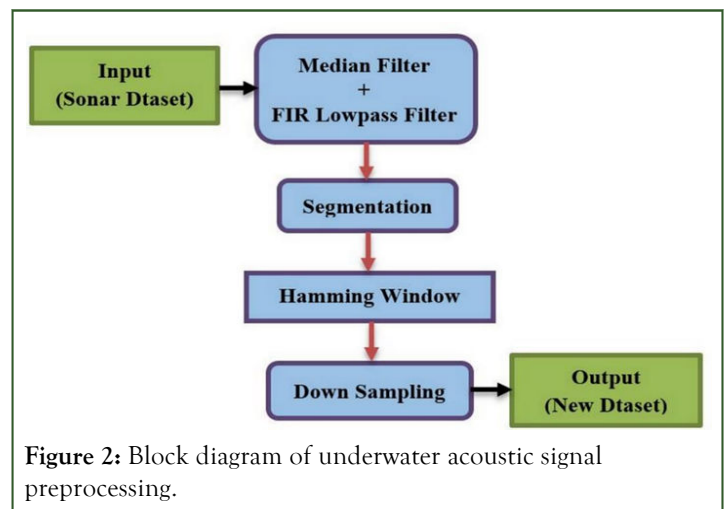 Input
(Sonar Dtaset)
Median Filter
+
FIR Lowpass Filter
Segmentation
Hamming Window
Down Sampling
Output
(New Dtaset)
Figure 2: Block diagram of underwater acoustic signal
preprocessing.